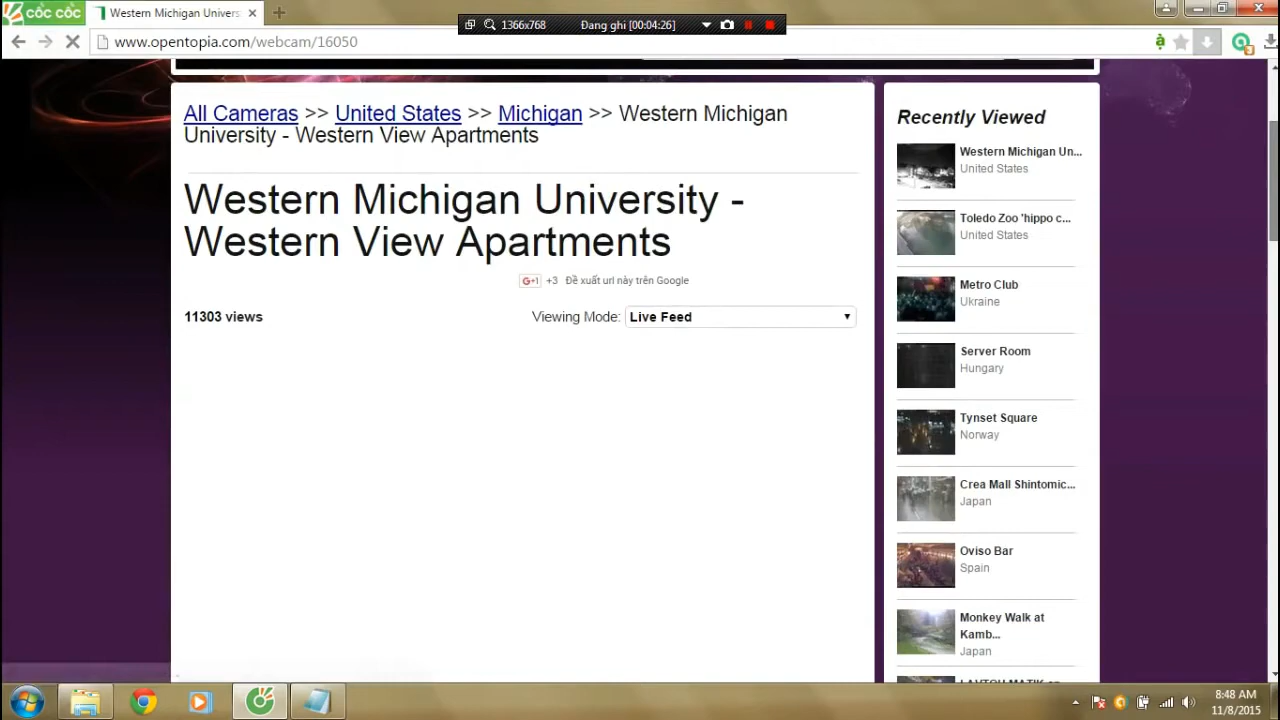 CỐC CỐC
Western Michigan Univers
1366x768
Đang ghi [00:04:26]
www.opentopia.com/webcam/16050
All Cameras >> United States >> Michigan >> Western Michigan
University - Western View Apartments
Western Michigan University -
Western View Apartments
G+1 +3 Đề xuất url này trên Google
11303 views
Viewing Mode: Live Feed
Recently Viewed
Western Michigan Un...
United States
Toledo Zoo 'hippo c...
United States
Metro Club
Ukraine
Server Room
Hungary
Tynset Square
Norway
Crea Mall Shintomic...
Japan
Oviso Bar
Spain
Monkey Walk at
Kamb...
Japan
8:48 AM
11/8/2015